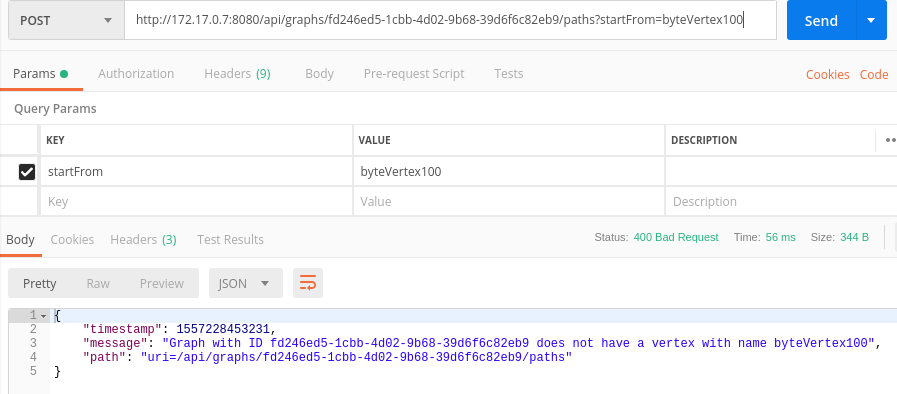 POST http://172.17.0.7:8080/api/graphs/fd246ed5-1cbb-4d02-9b68-39d6f6c82eb9/paths?startFrom=byteVertex100 Send
Params Authorization Headers (9) Body Pre-request Script Tests Cookies Code
Query Params
KEY VALUE DESCRIPTION
startFrom byteVertex100
Key Value Description
Body Cookies Headers (3) Test Results Status: 400 Bad Request Time: 56 ms Size: 344 B
Pretty Raw Preview JSON
1 {
2 "timestamp": 1557228453231,
3 "message": "Graph with ID fd246ed5-1cbb-4d02-9b68-39d6f6c82eb9 does not have a vertex with name byteVertex100",
4 "path": "uri=/api/graphs/fd246ed5-1cbb-4d02-9b68-39d6f6c82eb9/paths"
5 }